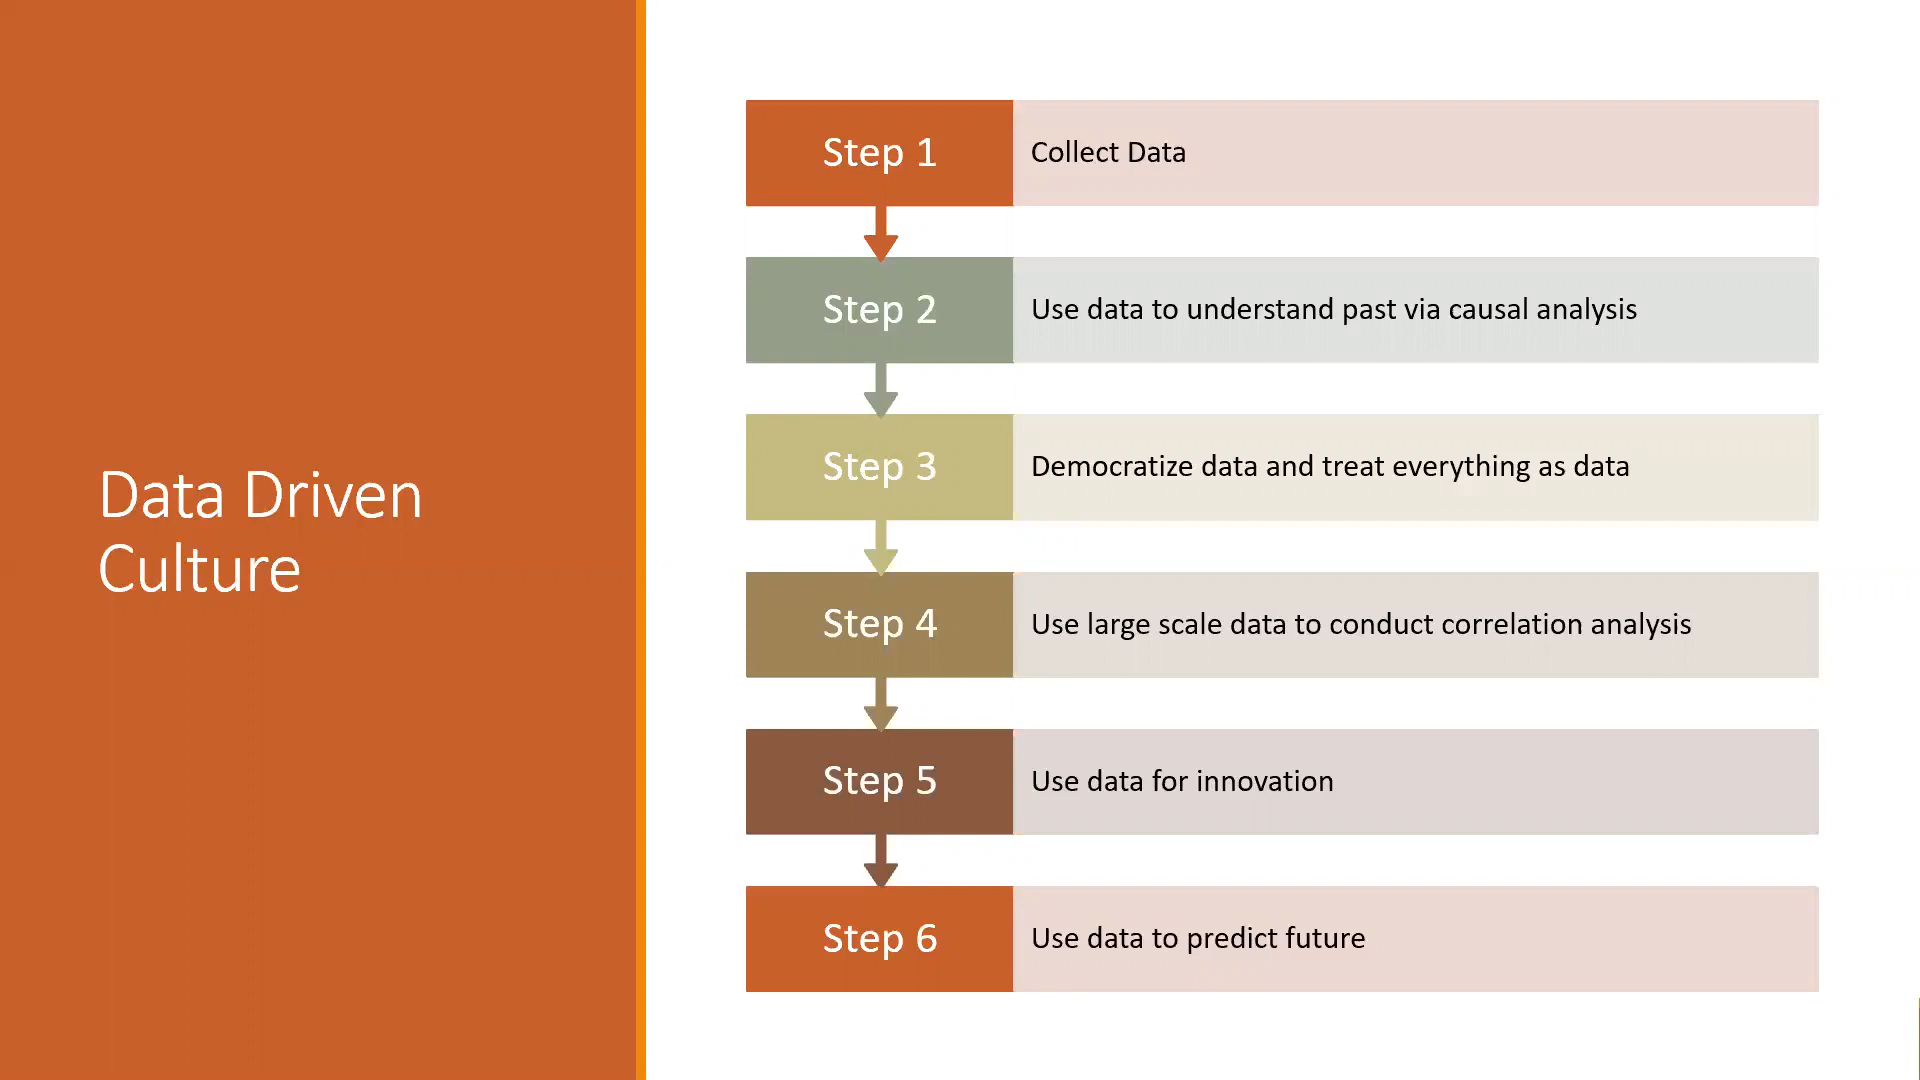 Data Driven
Culture
Step 1
Collect Data
Step 2
Use data to understand past via causal analysis
Step 3
Democratize data and treat everything as data
Step 4
Use large scale data to conduct correlation analysis
Step 5
Use data for innovation
Step 6
Use data to predict future